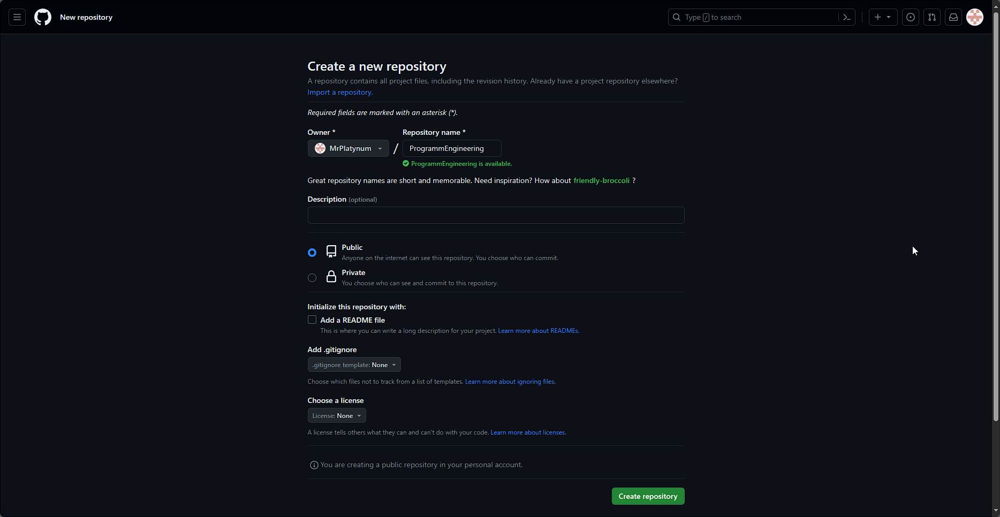 New repository
Type / to search
Create a new repository
A repository contains all project files, including the revision history. Already have a project repository elsewhere?
Import a repository.
Required fields are marked with an asterisk (*).
Owner * Repository name *
MrPlatynum / ProgrammEngineering
ProgrammEngineering is available.
Great repository names are short and memorable. Need inspiration? How about friendly-broccoli ?
Description (optional)
Public
Anyone on the internet can see this repository. You choose who can commit.
Private
You choose who can see and commit to this repository.
Initialize this repository with:
Add a README file
This is where you can write a long description for your project. Learn more about READMEs.
Add .gitignore
.gitignore template: None
Choose which files not to track from a list of templates. Learn more about ignoring files.
Choose a license
License: None
A license tells others what they can and can't do with your code. Learn more about licenses.
You are creating a public repository in your personal account.
Create repository